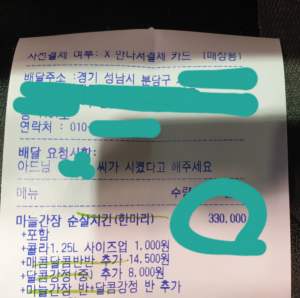 사전결제 여부: X 만나서결제 카드 (매장용)
배달주소 :경기 성남시 분당구
연락처 : 010-
배달 요청사항:
아드님 씨가 시켰다고 해주세요
메뉴 수량
마늘간장 순살치킨(한마리) 330,000
+포함
+콜라1.25L 사이즈업 1,000원
+매콤달콤반반 추가 14,500원
+달콤강정(중) 추가 8,000원
+마늘간장 반+달콤강정 반 추가